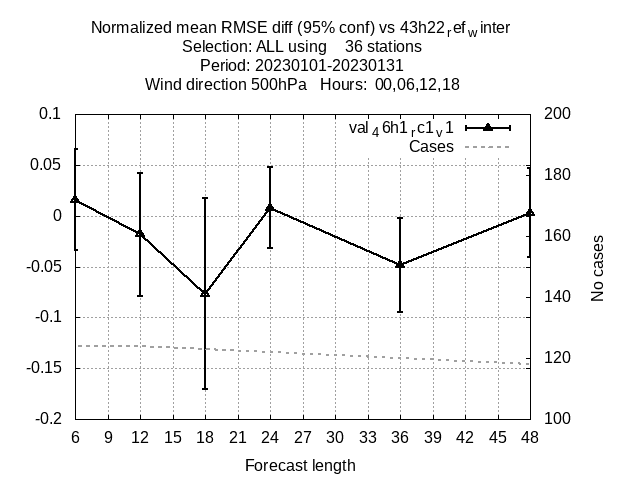 Normalized mean RMSE diff (95% conf) vs 43h22refwinter
Selection: ALL using 36 stations
Period: 20230101-20230131
Wind direction 500hPa Hours: 00,06,12,18
0.1
0.05
0
-0.05
-0.1
-0.15
-0.2
val46h1rc1v1
Cases
200
180
160
140
120
100
No cases
6 9 12 15 18 21 24 27 30 33 36 39 42 45 48
Forecast length